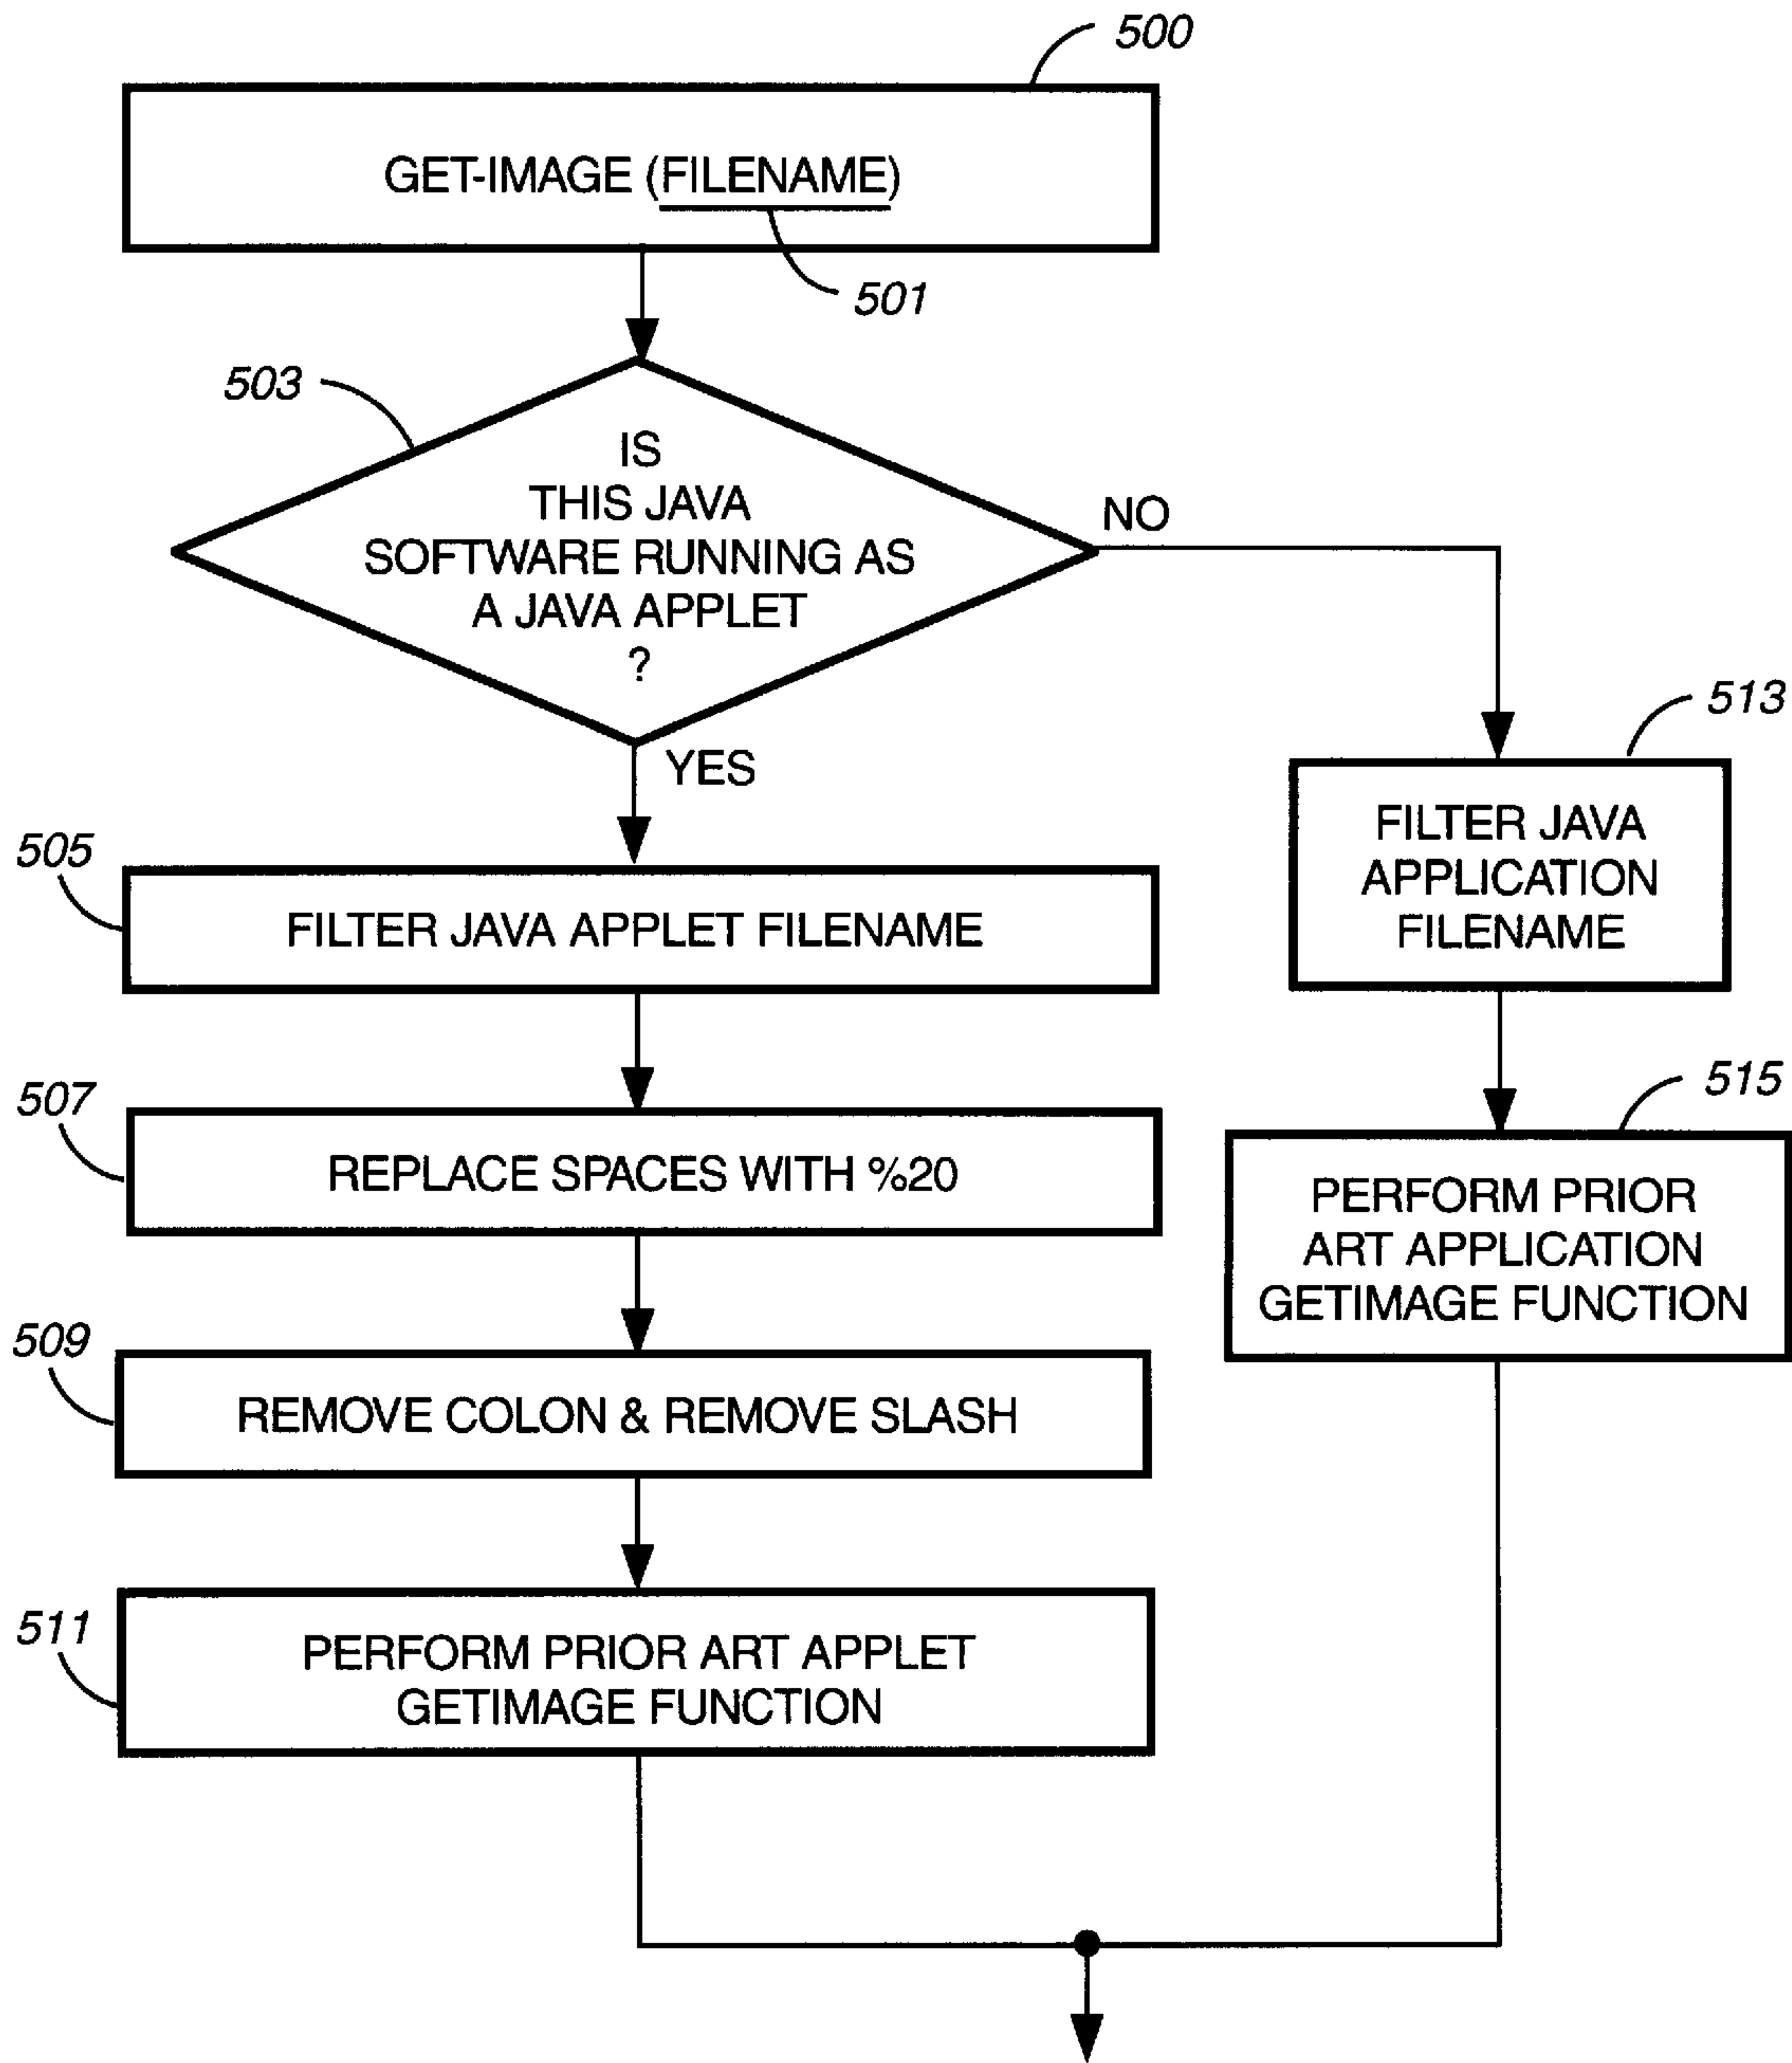 500
GET-IMAGE (FILENAME)
501
503
IS
THIS JAVA
SOFTWARE RUNNING AS
A JAVA APPLET
?
NO
YES
513
FILTER JAVA
APPLICATION
FILENAME
505
FILTER JAVA APPLET FILENAME
507
REPLACE SPACES WITH %20
515
PERFORM PRIOR
ART APPLICATION
GETIMAGE FUNCTION
509
REMOVE COLON & REMOVE SLASH
511
PERFORM PRIOR ART APPLET
GETIMAGE FUNCTION